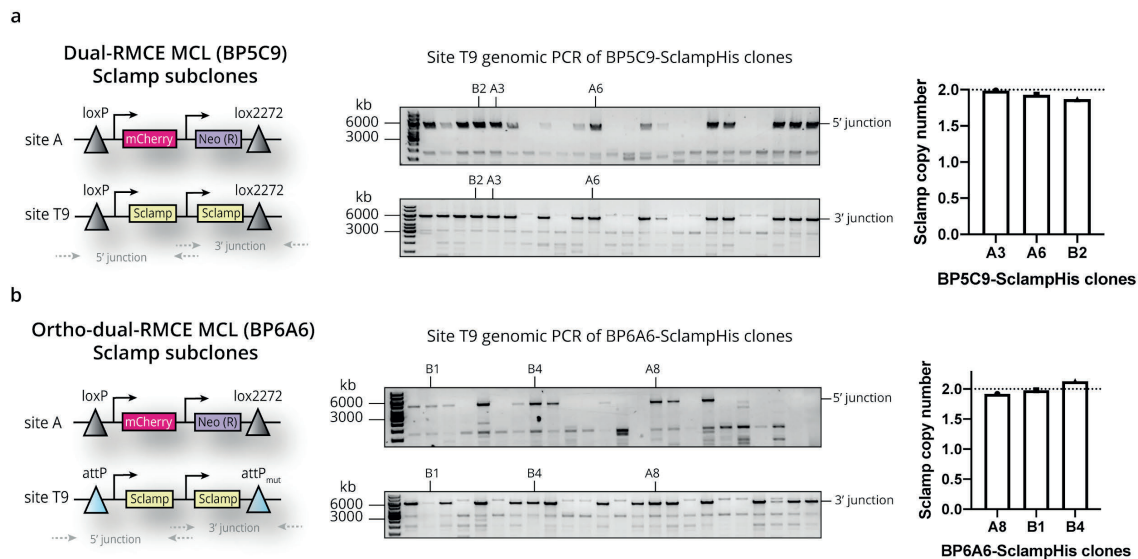 a
Dual-RMCE MCL (BP5C9)
Sclamp subclones
loxP
lox2272
site A
mCherry
Neo (R)
loxP
lox2272
site T9
Sclamp
Sclamp
3′ junction
5′ junction
Site T9 genomic PCR of BP5C9-SclampHis clones
B2 A3
A6
kb
6000
3000
5′ junction
B2 A3
A6
6000
3000
3′ junction
Sclamp copy number
2.0
1.5
1.0
0.5
0.0
A3 A6 B2
BP5C9-SclampHis clones
b
Ortho-dual-RMCE MCL (BP6A6)
Sclamp subclones
loxP
lox2272
site A
mCherry
Neo (R)
attP
attPmut
site T9
Sclamp
Sclamp
3′ junction
5′ junction
Site T9 genomic PCR of BP6A6-SclampHis clones
B1
B4
A8
kb
6000
3000
5′ junction
B1
B4
A8
6000
3000
3′ junction
Sclamp copy number
2.0
1.5
1.0
0.5
0.0
A8 B1 B4
BP6A6-SclampHis clones